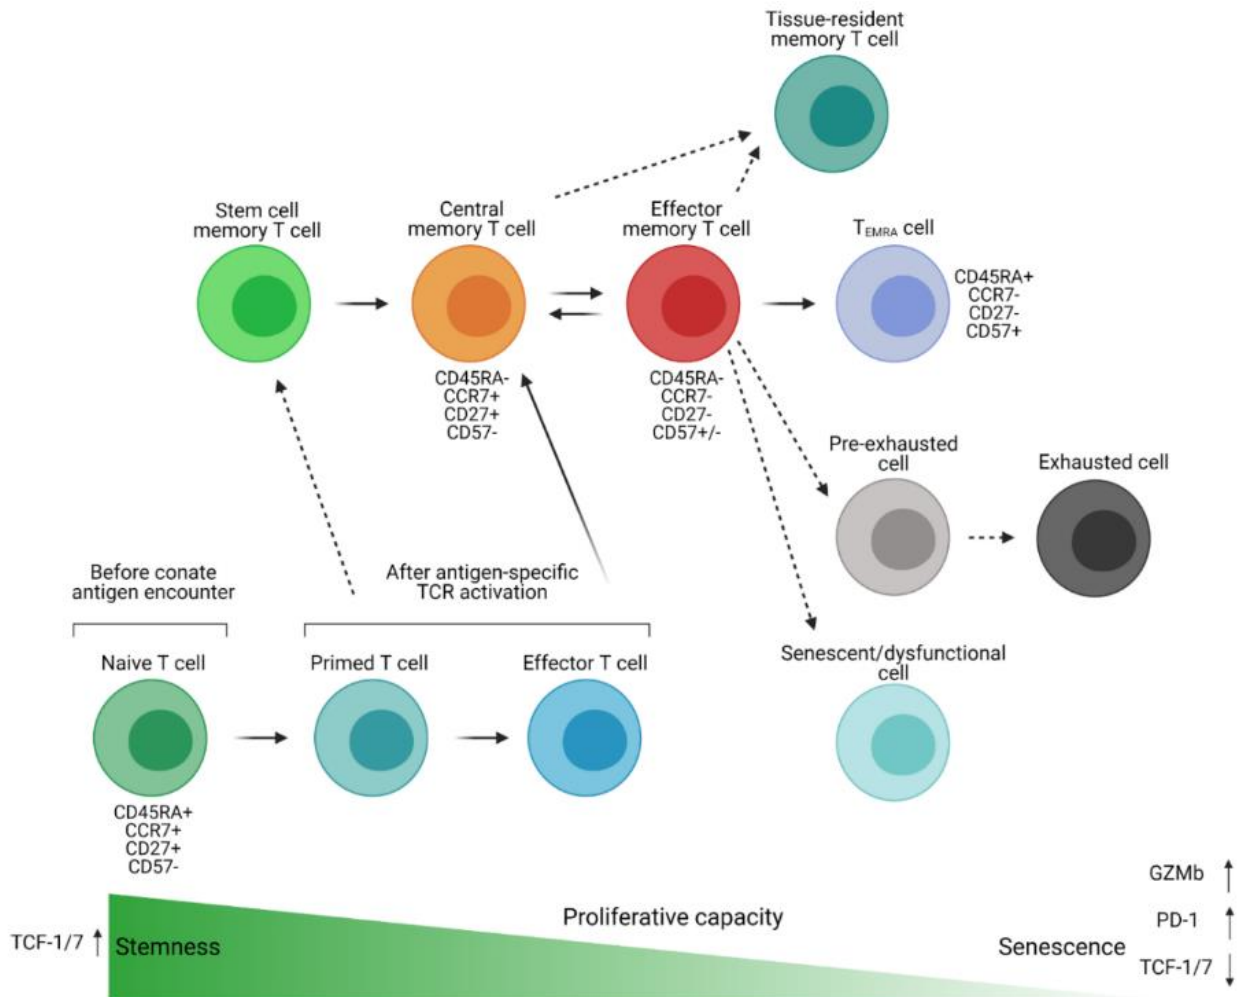 Tissue-resident
memory T cell
Stem cell
memory T cell
Central
memory T cell
Effector
memory T cell
TEMRA cell
CD45RA+
CCR7-
CD27-
CD57+
CD45RA-
CCR7+
CD27+
CD57-
CD45RA-
CCR7-
CD27-
CD57+/-
Pre-exhausted
cell
Exhausted cell
Before conate
antigen encounter
After antigen-specific
TCR activation
Naive T cell
Primed T cell
Effector T cell
Senescent/dysfunctional
cell
CD45RA+
CCR7+
CD27+
CD57-
TCF-1/7 ↑
Stemness
Proliferative capacity
Senescence
GZMb ↑
PD-1 ↑
TCF-1/7 ↓